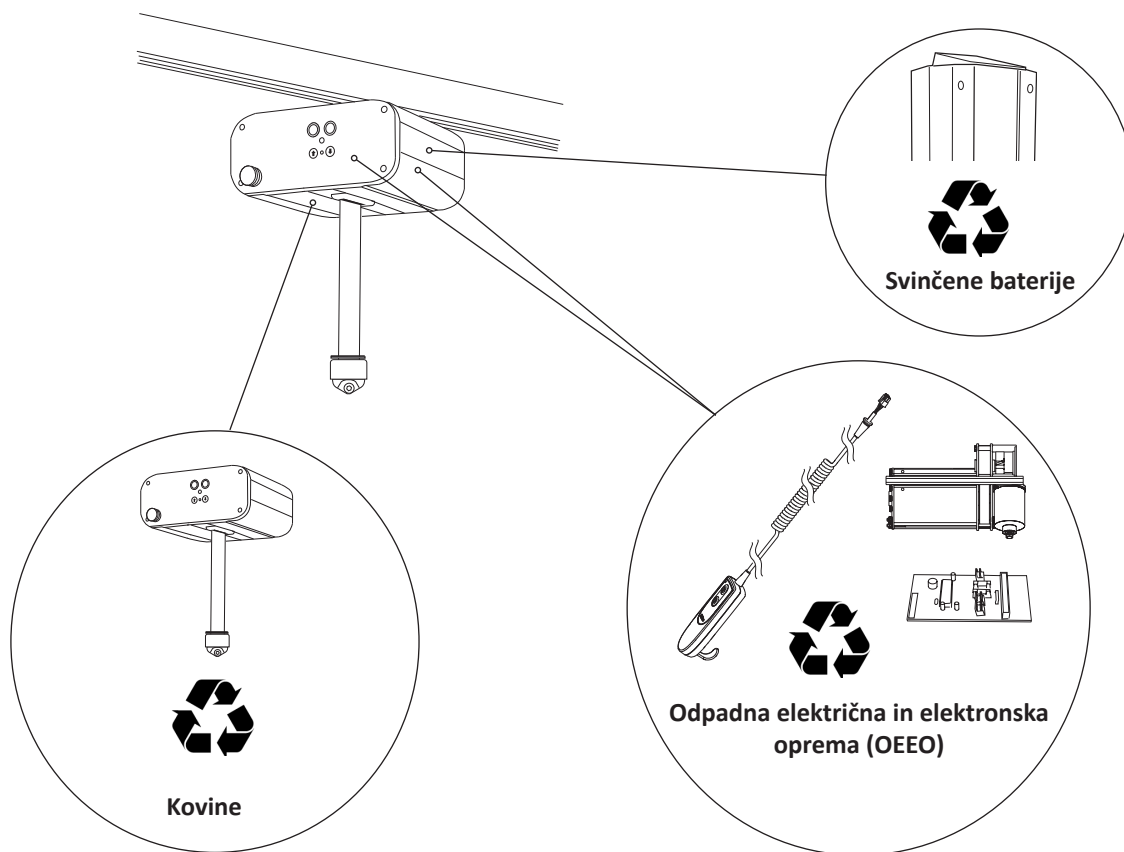 Svinčene baterije
Odpadna električna in elektronska
oprema (OEEO)
Kovine